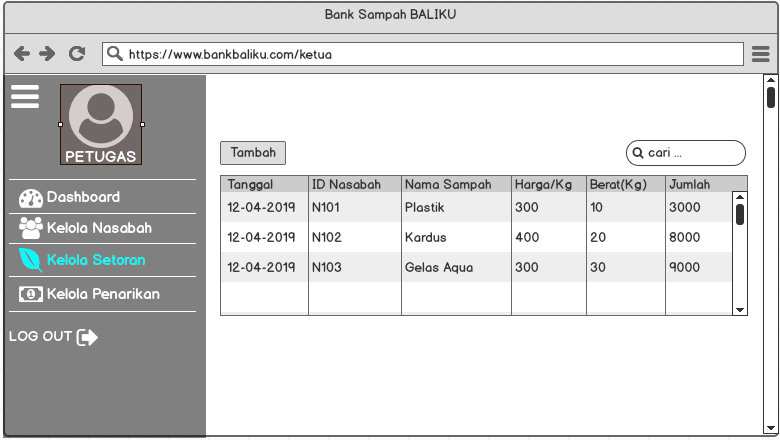 Bank Sampah BALIKU
https://www.bankbaliku.com/ketua
PETUGAS
Dashboard
Kelola Nasabah
Kelola Setoran
Kelola Penarikan
LOG OUT
Tambah
cari ...
Tanggal ID Nasabah Nama Sampah Harga/Kg Berat(Kg) Jumlah
12-04-2019 N101 Plastik 300 10 3000
12-04-2019 N102 Kardus 400 20 8000
12-04-2019 N103 Gelas Aqua 300 30 9000